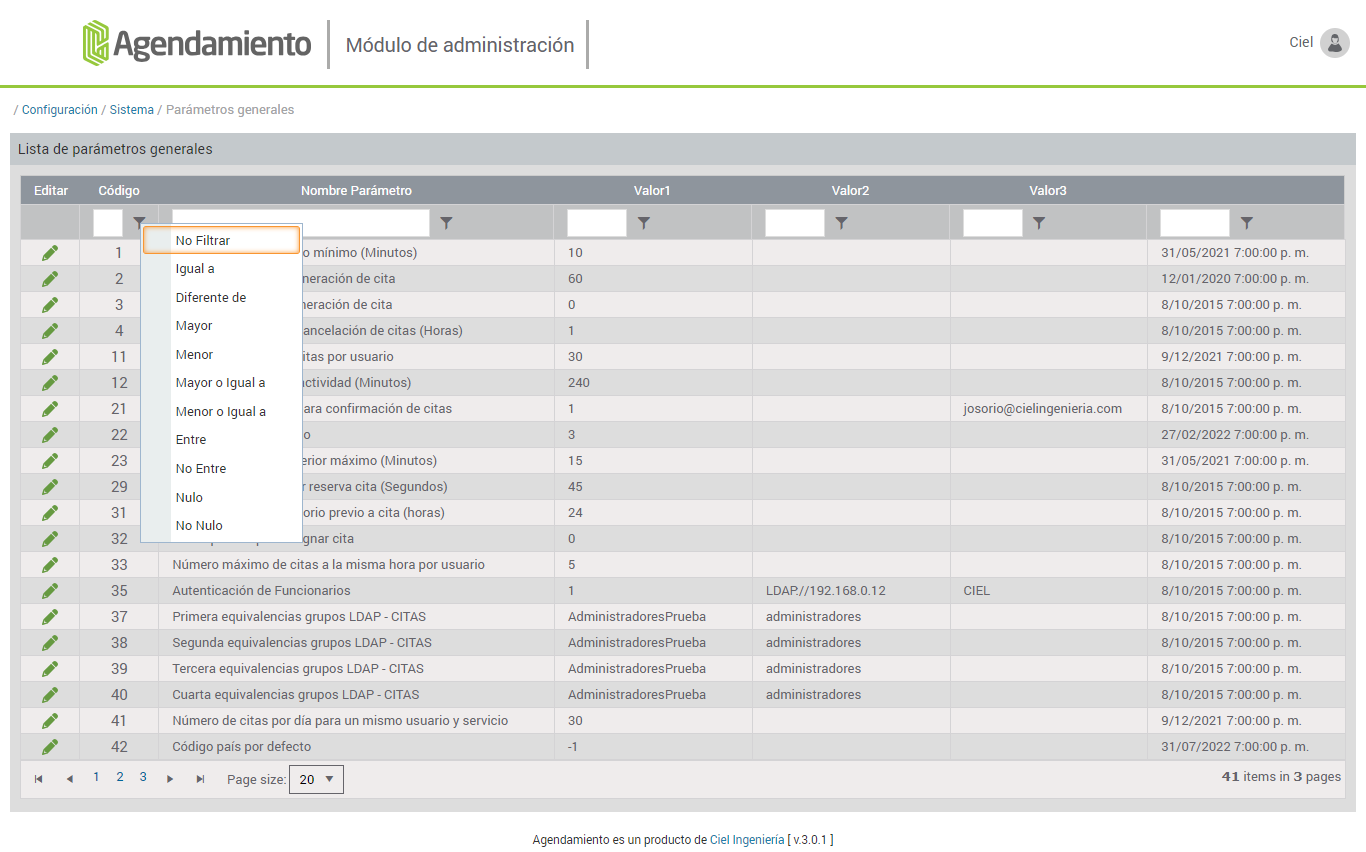 Agendamiento Módulo de administración Ciel
/ Configuración / Sistema / Parámetros generales
Lista de parámetros generales
Editar Código Nombre Parámetro Valor1 Valor2 Valor3
No Filtrar
Igual a
Diferente de
Mayor
Menor
Mayor o Igual a
Menor o Igual a
Entre
No Entre
Nulo
No Nulo
1 o mínimo (Minutos) 10 31/05/2021 7:00:00 p. m.
2 neración de cita 60 12/01/2020 7:00:00 p. m.
3 neración de cita 0 8/10/2015 7:00:00 p. m.
4 ancelación de citas (Horas) 1 8/10/2015 7:00:00 p. m.
11 itas por usuario 30 9/12/2021 7:00:00 p. m.
12 actividad (Minutos) 240 8/10/2015 7:00:00 p. m.
21 ara confirmación de citas 1 josorio@cielingenieria.com 8/10/2015 7:00:00 p. m.
22 o 3 27/02/2022 7:00:00 p. m.
23 erior máximo (Minutos) 15 31/05/2021 7:00:00 p. m.
29 r reserva cita (Segundos) 45 8/10/2015 7:00:00 p. m.
31 orio previo a cita (horas) 24 8/10/2015 7:00:00 p. m.
32 gnar cita 0 8/10/2015 7:00:00 p. m.
33 Número máximo de citas a la misma hora por usuario 5 8/10/2015 7:00:00 p. m.
35 Autenticación de Funcionarios 1 LDAP://192.168.0.12 CIEL 8/10/2015 7:00:00 p. m.
37 Primera equivalencias grupos LDAP - CITAS AdministradoresPrueba administradores 8/10/2015 7:00:00 p. m.
38 Segunda equivalencias grupos LDAP - CITAS AdministradoresPrueba administradores 8/10/2015 7:00:00 p. m.
39 Tercera equivalencias grupos LDAP - CITAS AdministradoresPrueba administradores 8/10/2015 7:00:00 p. m.
40 Cuarta equivalencias grupos LDAP - CITAS AdministradoresPrueba administradores 8/10/2015 7:00:00 p. m.
41 Número de citas por día para un mismo usuario y servicio 30 9/12/2021 7:00:00 p. m.
42 Código país por defecto -1 31/07/2022 7:00:00 p. m.
1 2 3 Page size: 20 41 items in 3 pages
Agendamiento es un producto de Ciel Ingeniería [ v.3.0.1 ]